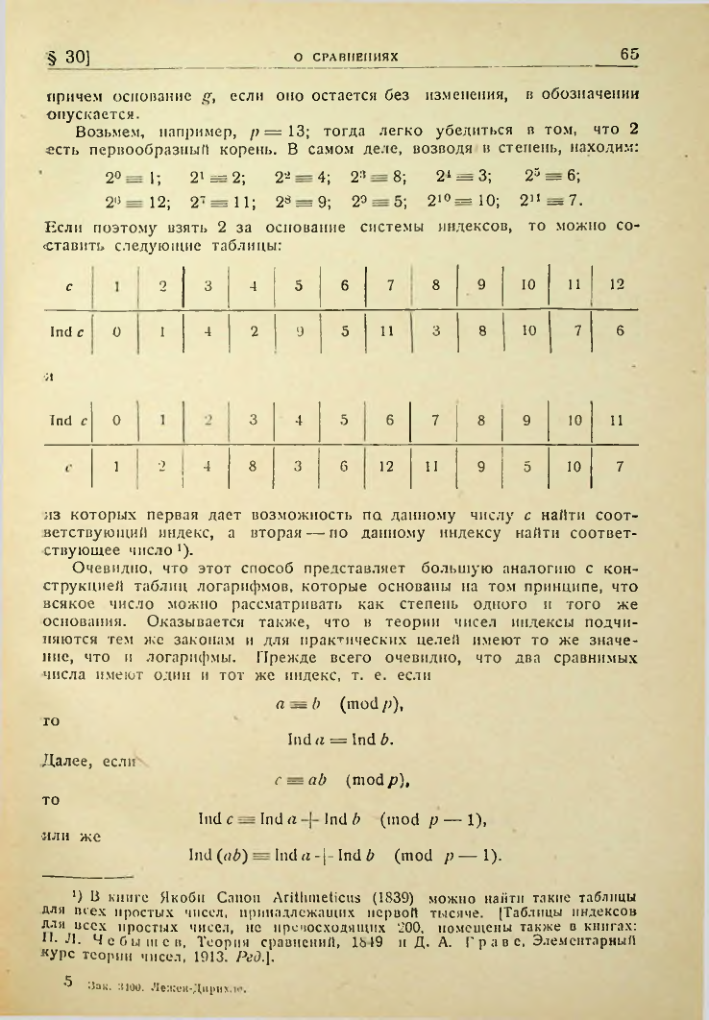 § 30] О СРАВНЕНИЯХ 65
причем основание g, если оно остается без изменения, в обозначении
опускается.
Возьмем, например, p = 13; тогда легко убедиться в том, что 2
есть первообразный корень. В самом деле, возводя в степень, находим:
2⁰ ≡ 1; 2¹ ≡ 2; 2² ≡ 4; 2³ ≡ 8; 2⁴ ≡ 3; 2⁵ ≡ 6;
2⁶ ≡ 12; 2⁷ ≡ 11; 2⁸ ≡ 9; 2⁹ ≡ 5; 2¹⁰ ≡ 10; 2¹¹ ≡ 7.
Если поэтому взять 2 за основание системы индексов, то можно со-
ставить следующие таблицы:
c 1 2 3 4 5 6 7 8 9 10 11 12
Ind c 0 1 4 2 9 5 11 3 8 10 7 6
и
Ind c 0 1 2 3 4 5 6 7 8 9 10 11
c 1 2 4 8 3 6 12 11 9 5 10 7
из которых первая дает возможность по данному числу c найти соот-
ветствующий индекс, а вторая — по данному индексу найти соответ-
ствующее число ¹).
Очевидно, что этот способ представляет большую аналогию с кон-
струкцией таблиц логарифмов, которые основаны на том принципе, что
всякое число можно рассматривать как степень одного и того же
основания. Оказывается также, что в теории чисел индексы подчи-
няются тем же законам и для практических целей имеют то же значе-
ние, что и логарифмы. Прежде всего очевидно, что два сравнимых
числа имеют один и тот же индекс, т. е. если
a ≡ b (mod p),
то
Ind a = Ind b.
Далее, если
c ≡ ab (mod p),
то
Ind c ≡ Ind a + Ind b (mod p — 1),
или же
Ind (ab) ≡ Ind a + Ind b (mod p — 1).
¹) В книге Якоби Canon Arithmeticus (1839) можно найти такие таблицы
для всех простых чисел, принадлежащих первой тысяче. [Таблицы индексов
для всех простых чисел, не превосходящих 200, помещены также в книгах:
П. Л. Чебышев, Теория сравнений, 1849 и Д. А. Граве, Элементарный
курс теории чисел, 1913. Ред.].
5 Зак. 3100. Лежен-Дирихле.